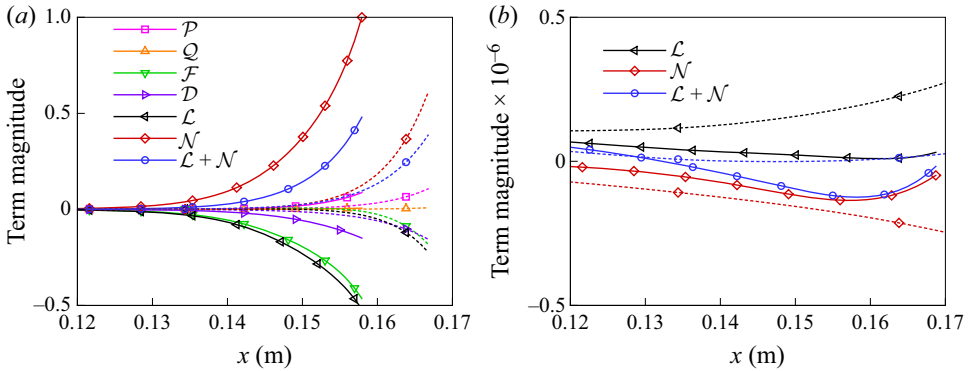 (a)
1.0
0.5
0
−0.5
Term magnitude
𝒫
𝒬
ℱ
𝒟
ℒ
𝒩
ℒ + 𝒩
0.12 0.13 0.14 0.15 0.16 0.17
x (m)
(b)
0.5
0
−0.5
Term magnitude × 10⁻⁶
ℒ
𝒩
ℒ + 𝒩
0.12 0.13 0.14 0.15 0.16 0.17
x (m)